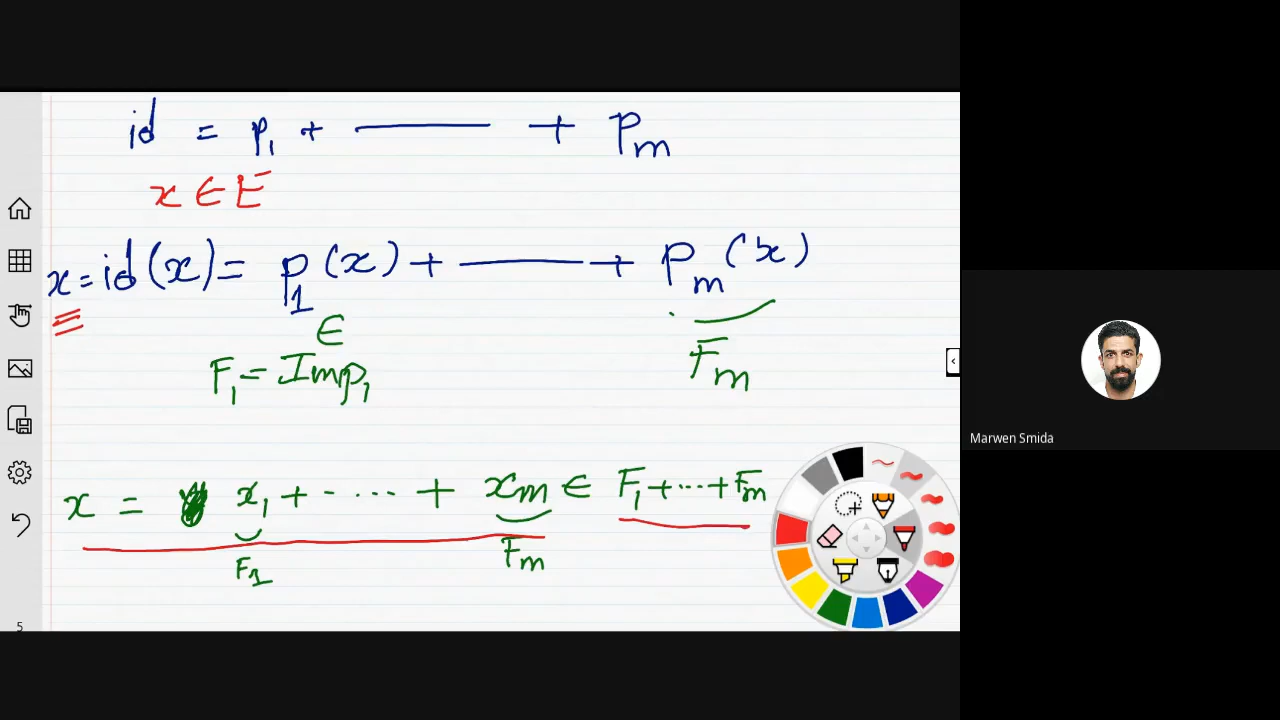 id = p₁ + ——— + pₘ
x ∈ E
x = id(x) = p₁(x) + ——— + pₘ(x)
∈
F₁ = Imp₁ Fₘ
x = x₁ + - ... + xₘ ∈ F₁ + ... + Fₘ
F₁ Fₘ
5
Marwen Smida